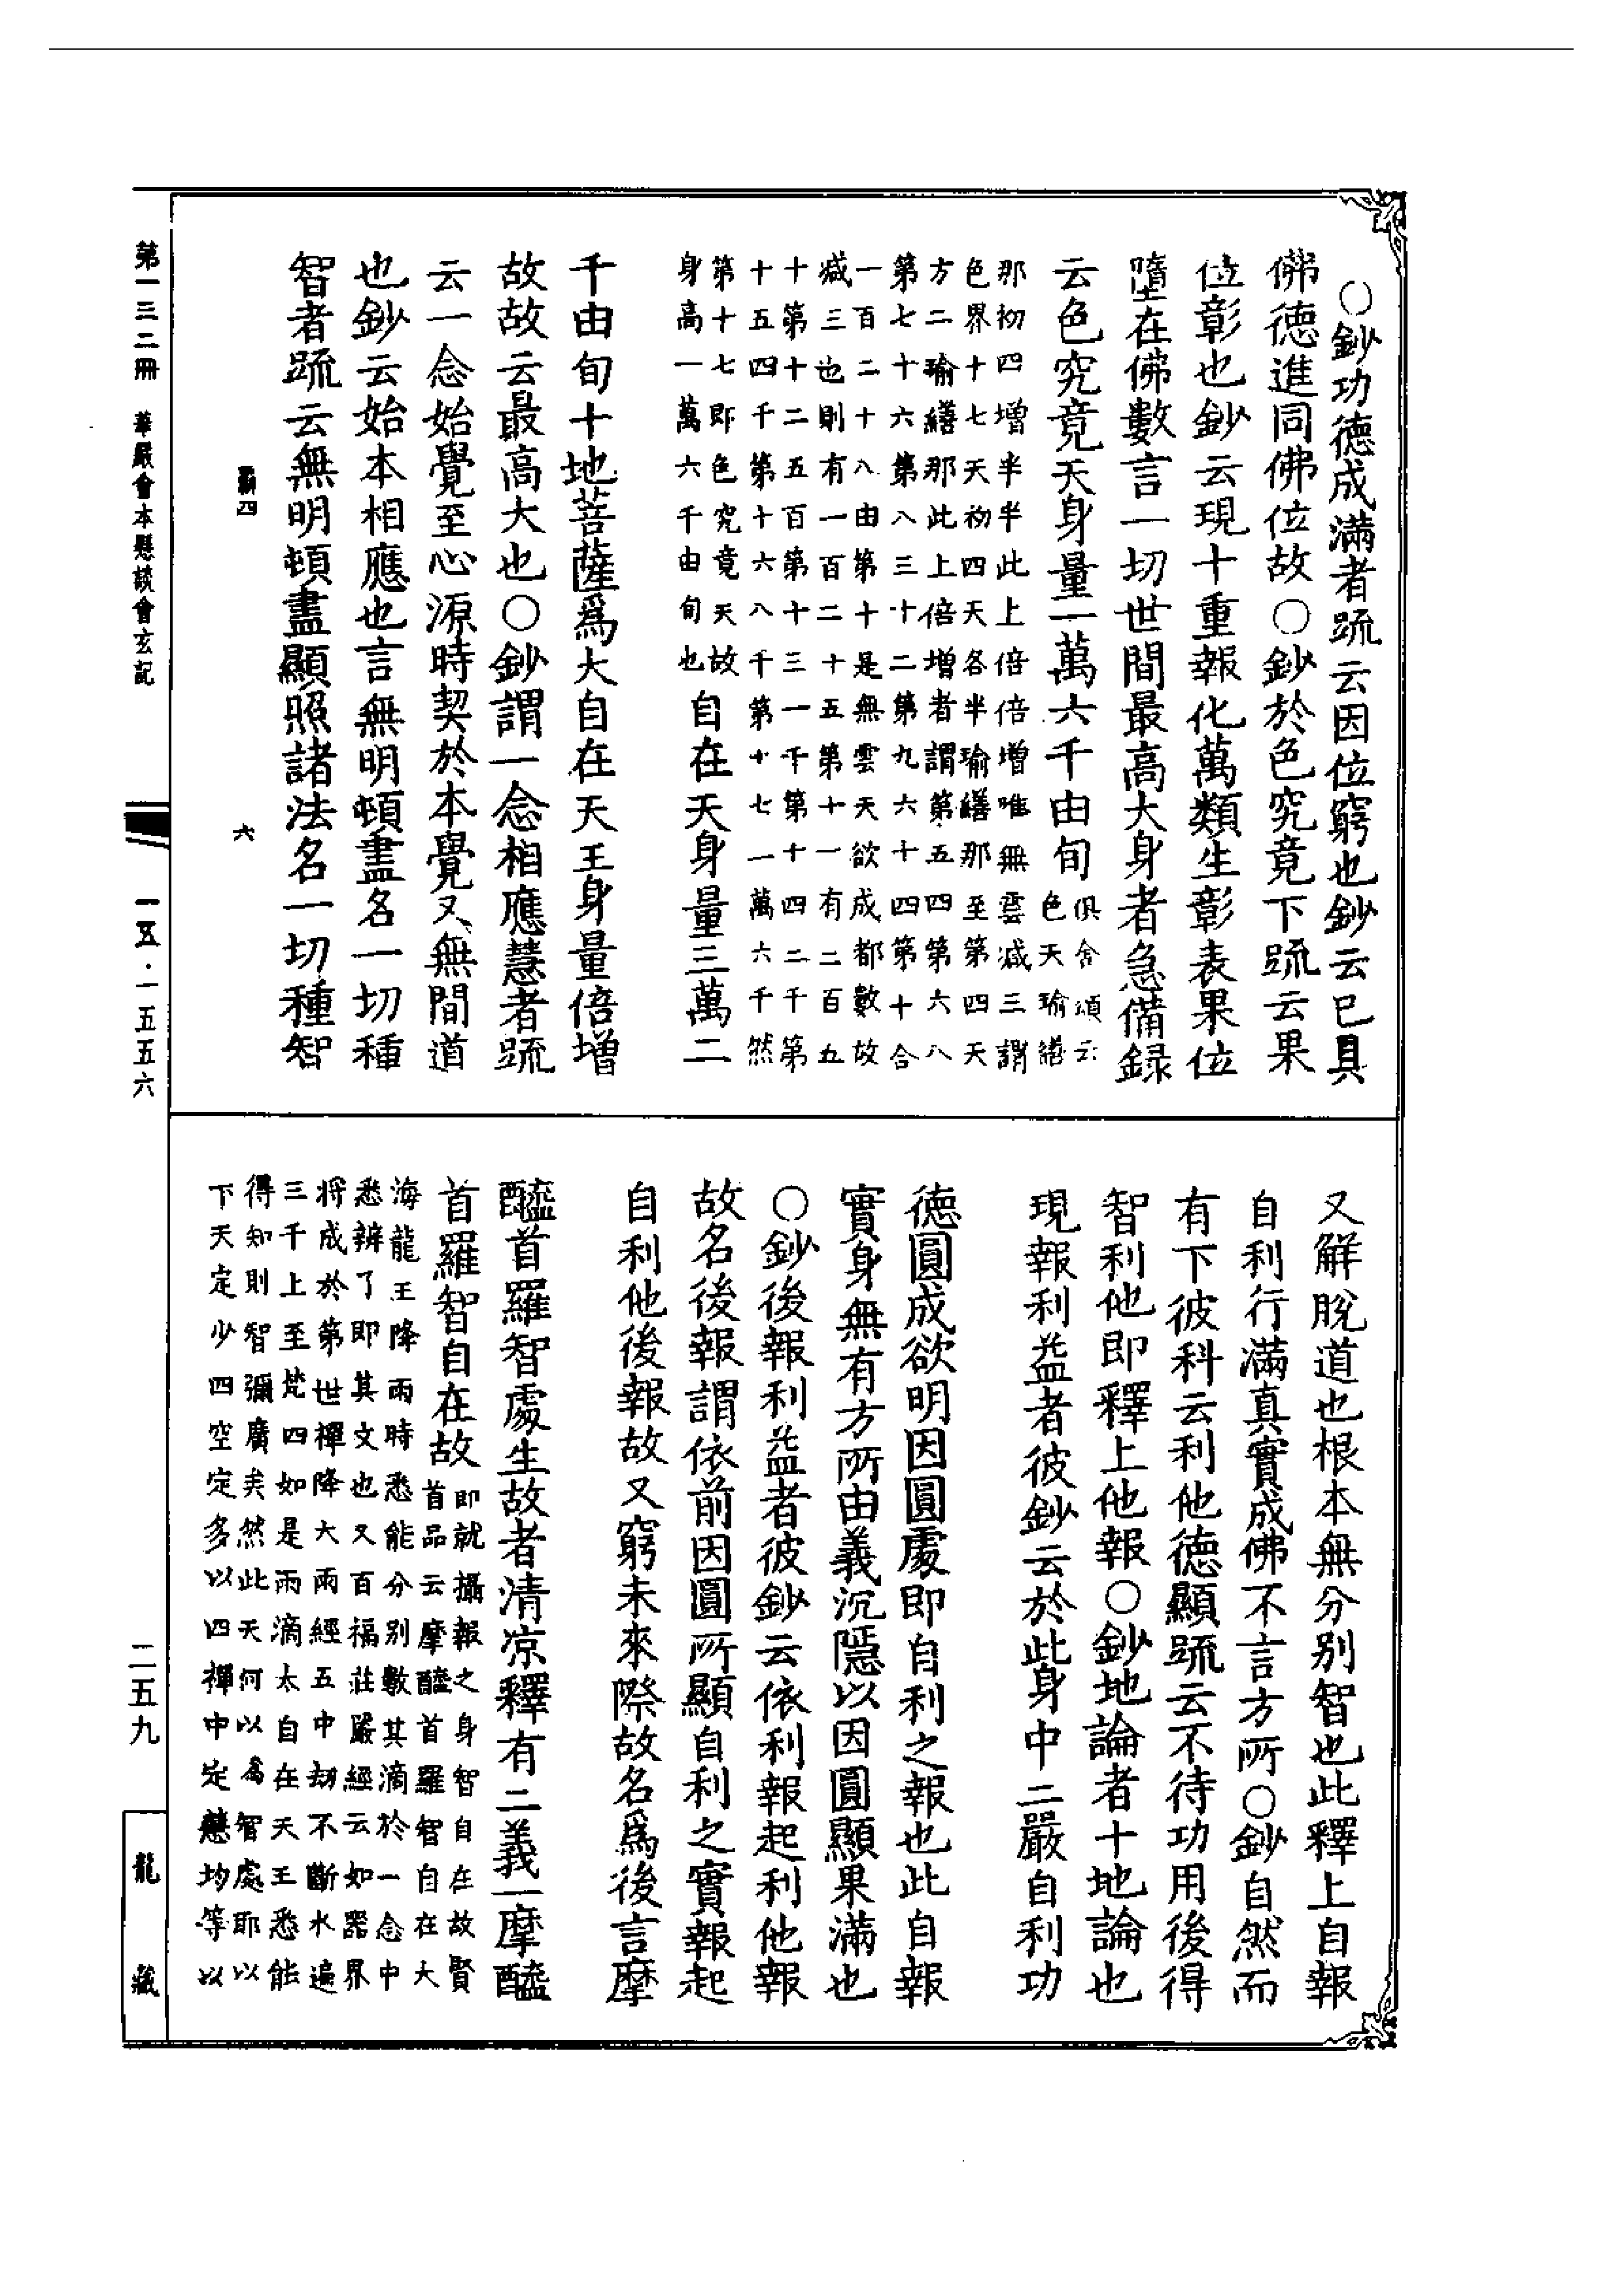 ○鈔功德成滿者䟽云因位窮也鈔云已具
佛德進同佛位故○鈔於色究竟下䟽云果
位彰也鈔云現十重報化萬類生彰表果位
墮在佛數言一切世間最高大身者急備録
云色究竟天身量一萬六千由旬
俱舍頌云
色天瑜繕
那初四增半半此上倍倍增唯無雲减三謂
色界十七天初四天各半瑜繕那至第四天
方二瑜繕那此上倍增者謂第五四第六八
第七十六第八三十二第九六十四第十合
一百二十八由第十是無雲天欲成都數故
减三也則有一百二十五第十一有二百五
十第十二五百第十三一千第十四二千第
十五四千第十六八千第十七一萬六千然
第十七即色究竟天故
身高一萬六千由旬也
自在天身量三萬二
千由旬十地菩薩爲大自在天王身量倍增
故故云最高大也○鈔謂一念相應慧者䟽
云一念始覺至心源時契於本覺又無間道
也鈔云始本相應也言無明頓盡名一切種
智者䟽云無明頓盡顯照諸法名一切種智
四
六
又解脫道也根本無分別智也此釋上自報
自利行滿真實成佛不言方所○鈔自然而
有下彼科云利他德顯䟽云不待功用後得
智利他即釋上他報○鈔地論者十地論也
現報利益者彼鈔云於此身中二嚴自利功
德圓成欲明因圓處即自利之報也此自報
實身無有方所由義沉隱以因圓顯果滿也
○鈔後報利益者彼鈔云依利報起利他報
故名後報謂依前因圓所顯自利之實報起
自利他後報故又窮未來際故名爲後言摩
醯首羅智處生故者清凉釋有二義一摩醯
首羅智自在故
即就攝報之身智自在故賢
首品云摩醯首羅智自在大
海龍王降雨時悉能分別數其滴於一念中
悉辨了即其文也又百福莊嚴經云如器界
將成於第世禪降大雨經五中劫不斷水遍
三千上至梵四如是雨滴太自在天王悉能
得知則智彌廣矣然此天何以爲智處耶以
下天定少四空定多以四禪中定慧均等以
第一三二冊
華嚴會本懸談會玄記
一五·一五五六
二五九
龍藏